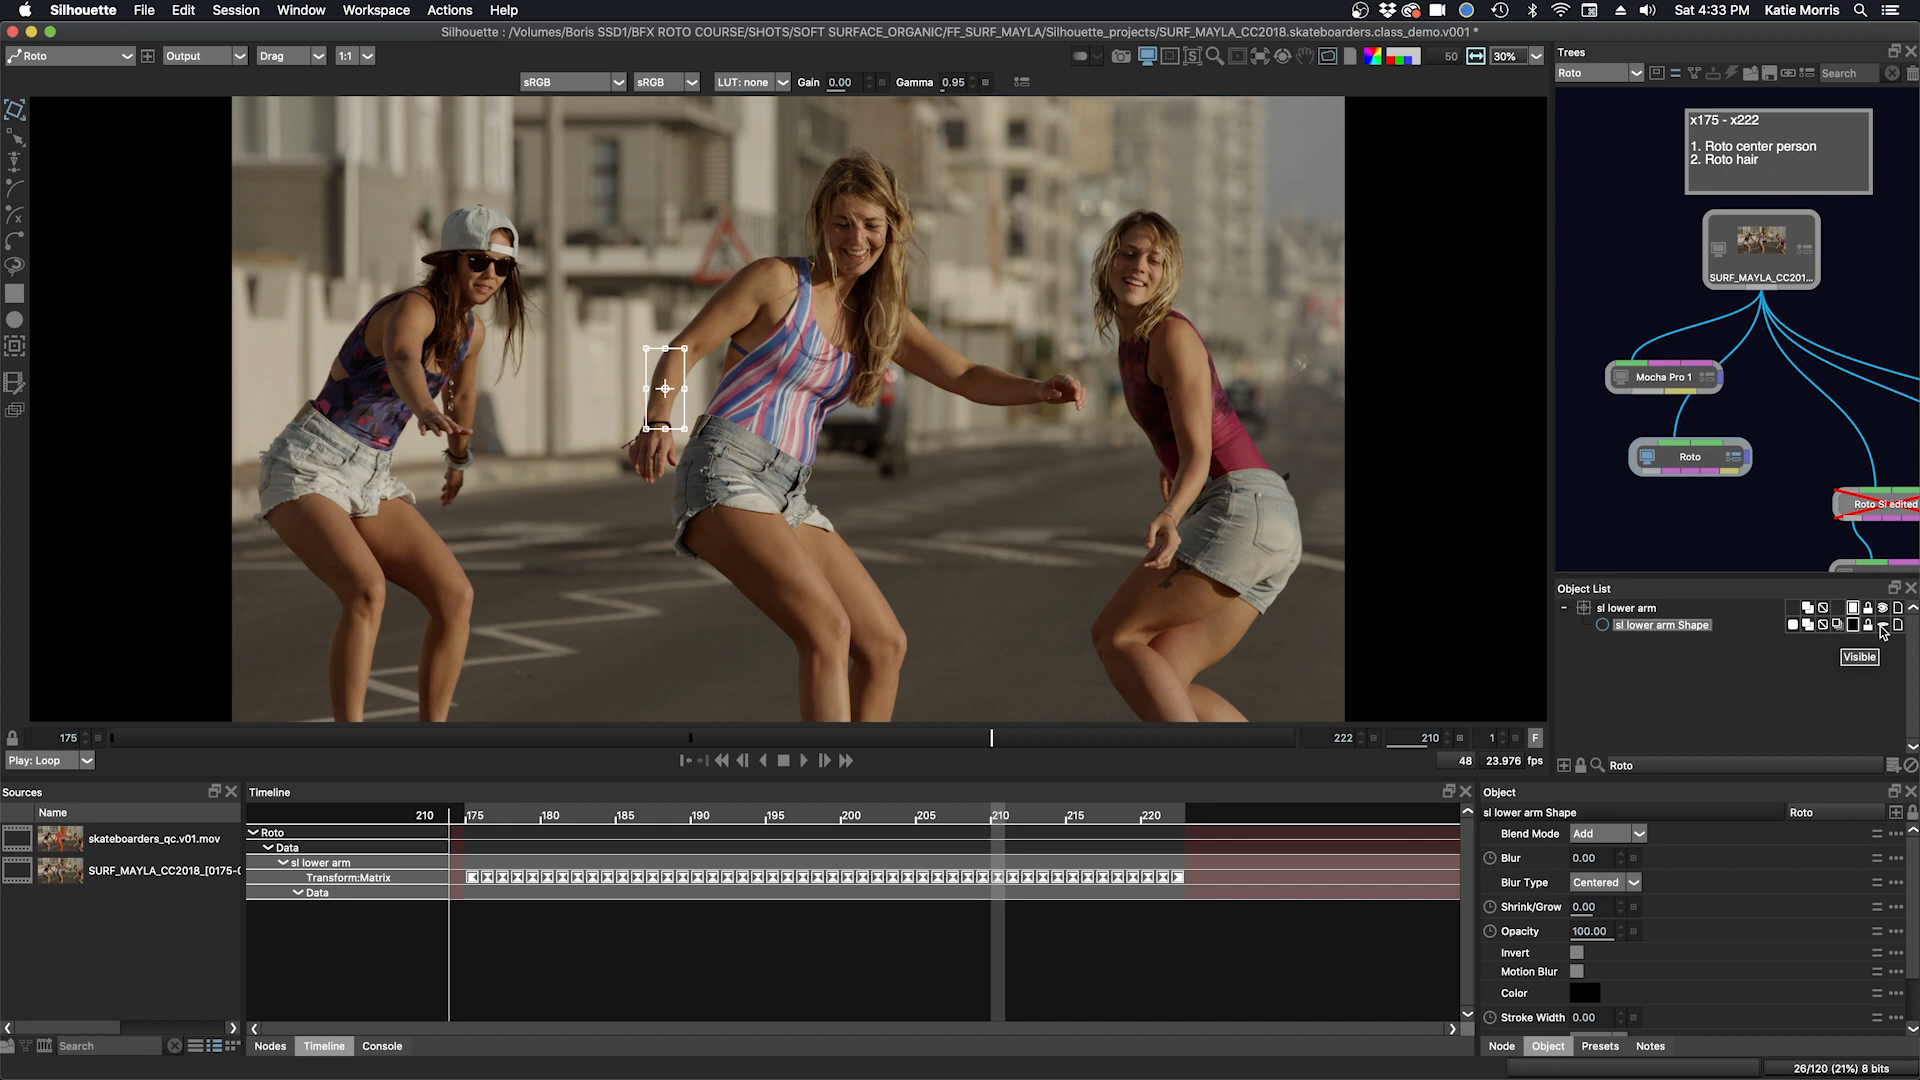 Silhouette File Edit Session Window Workspace Actions Help
Sat 4:33 PM Katie Morris
Silhouette : /Volumes/Boris SSD1/BFX ROTO COURSE/SHOTS/SOFT SURFACE_ORGANIC/FF_SURF_MAYLA/Silhouette_projects/SURF_MAYLA_CC2018.skateboarders.class_demo.v001 *
Roto Output Drag 1:1 50 30%
sRGB sRGB LUT: none Gain 0.00 Gamma 0.95
Trees
Roto Search
x175 - x222
1. Roto center person
2. Roto hair
SURF_MAYLA_CC201...
Mocha Pro 1
Roto
Roto Sl edited
Object List
sl lower arm
sl lower arm Shape
Visible
Roto
175 222 210 1 F
Play: Loop 48 23.976 fps
Sources
Name
skateboarders_qc.v01.mov
SURF_MAYLA_CC2018_[0175-0
Search
Timeline
210 175 180 185 190 195 200 205 210 215 220
Roto
Data
sl lower arm
Transform:Matrix
Data
Nodes Timeline Console
Object
sl lower arm Shape Roto
Blend Mode Add
Blur 0.00
Blur Type Centered
Shrink/Grow 0.00
Opacity 100.00
Invert
Motion Blur
Color
Stroke Width 0.00
Node Object Presets Notes
26/120 (21%) 8 bits